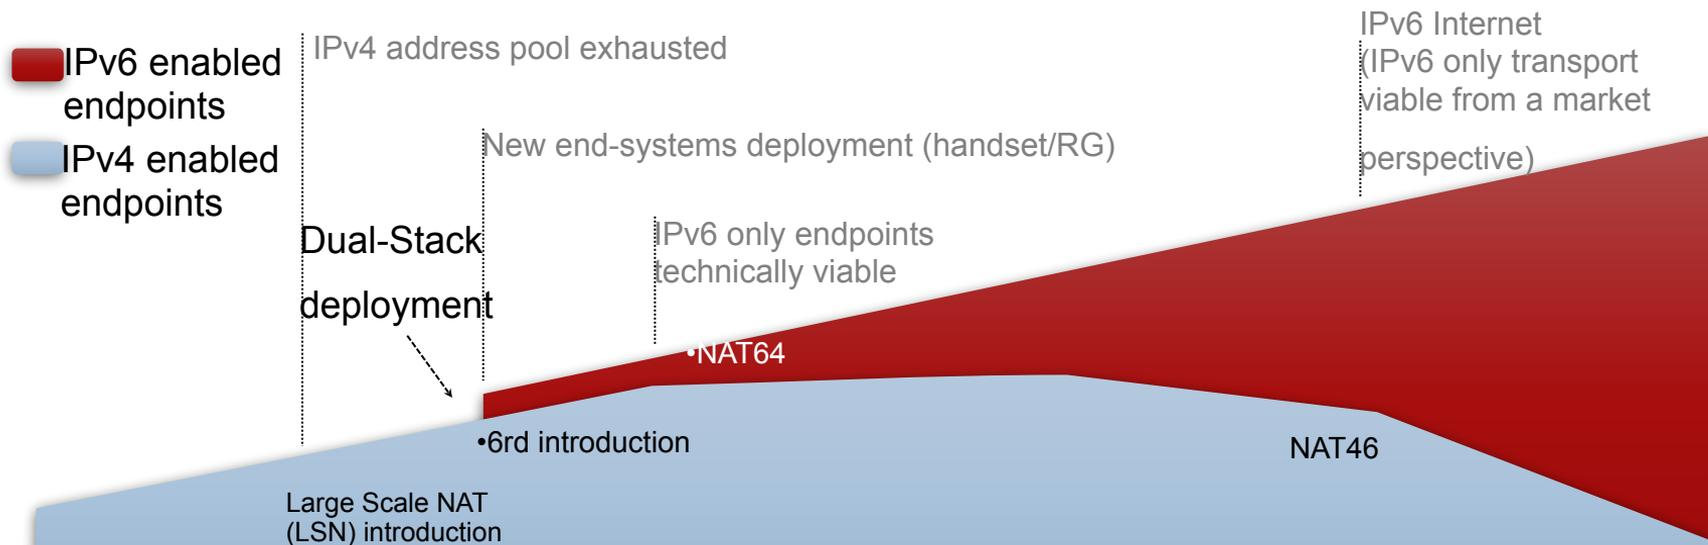 IPv6 enabled
endpoints
IPv4 enabled
endpoints
IPv4 address pool exhausted
New end-systems deployment (handset/RG)
IPv6 Internet
(IPv6 only transport
viable from a market
perspective)
Dual-Stack
deployment
IPv6 only endpoints
technically viable
•NAT64
•6rd introduction
NAT46
Large Scale NAT
(LSN) introduction